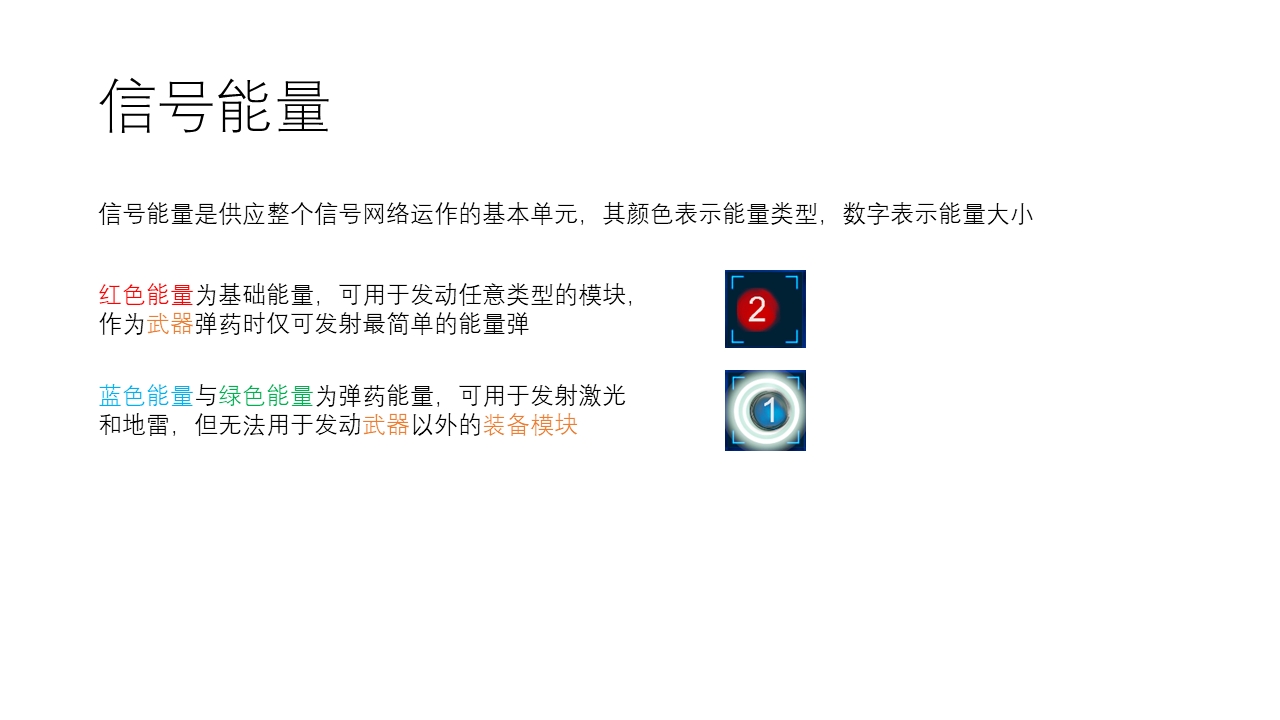 信号能量
信号能量是供应整个信号网络运作的基本单元，其颜色表示能量类型，数字表示能量大小
红色能量为基础能量，可用于发动任意类型的模块，
作为武器弹药时仅可发射最简单的能量弹
2
蓝色能量与绿色能量为弹药能量，可用于发射激光
和地雷，但无法用于发动武器以外的装备模块
1